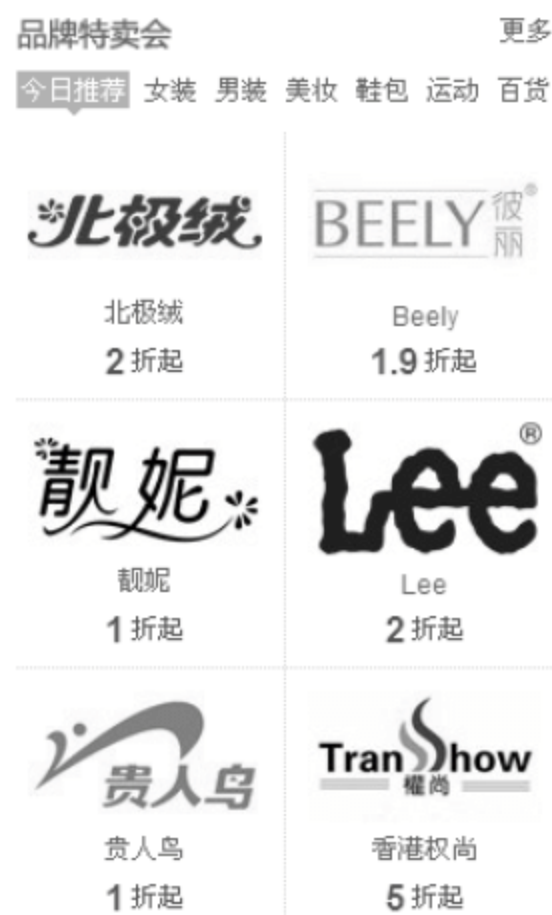 品牌特卖会 更多
今日推荐 女装 男装 美妆 鞋包 运动 百货
北极绒 BEELY 彼丽®
北极绒 Beely
2 折起 1.9 折起
靓妮 Lee®
靓妮 Lee
1 折起 2 折起
贵人鸟 TranShow 權尚
贵人鸟 香港权尚
1 折起 5 折起